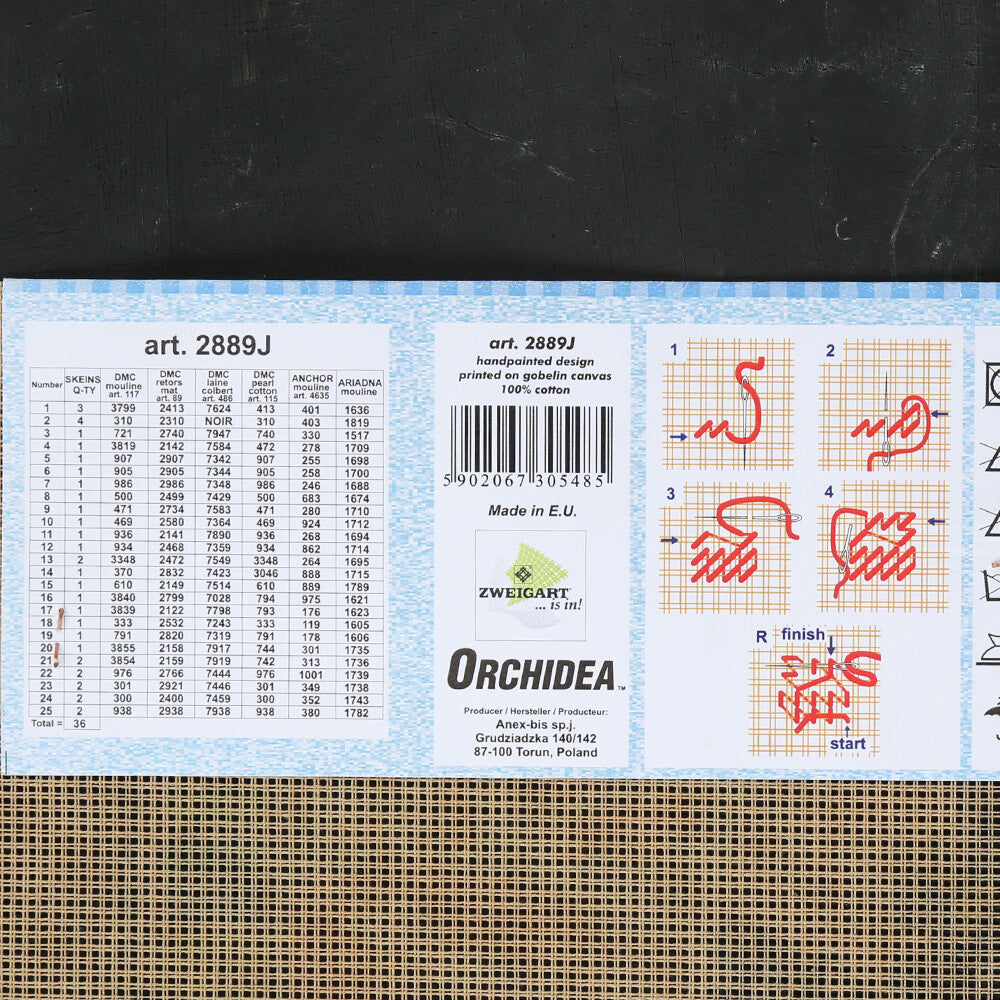 art. 2889J
Number SKEINS Q-TY DMC mouline art. 117 DMC retors mat art. 89 DMC laine colbert art. 486 DMC pearl cotton art. 115 ANCHOR mouline art. 4635 ARIADNA mouline
1 3 3799 2413 7624 413 401 1636
2 4 310 2310 NOIR 310 403 1819
3 1 721 2740 7947 740 330 1517
4 1 3819 2142 7584 472 278 1709
5 1 907 2907 7342 907 255 1698
6 1 905 2905 7344 905 258 1700
7 1 986 2986 7348 986 246 1688
8 1 500 2499 7429 500 683 1674
9 1 471 2734 7583 471 280 1710
10 1 469 2580 7364 469 924 1712
11 1 936 2141 7890 936 268 1694
12 1 934 2468 7359 934 862 1714
13 2 3348 2472 7549 3348 264 1695
14 1 370 2832 7423 3046 888 1715
15 1 610 2149 7514 610 889 1789
16 1 3840 2799 7028 794 975 1621
17 1 3839 2122 7798 793 176 1623
18 1 333 2532 7243 333 119 1605
19 1 791 2820 7319 791 178 1606
20 1 3855 2158 7917 744 301 1735
21 2 3854 2159 7919 742 313 1736
22 2 976 2766 7444 976 1001 1739
23 2 301 2921 7446 301 349 1738
24 2 300 2400 7459 300 352 1743
25 2 938 2938 7938 938 380 1782
Total = 36
art. 2889J
handpainted design
printed on gobelin canvas
100% cotton
5 902067 305485
Made in E.U.
ZWEIGART
... is in!
ORCHIDEA™
Producer / Hersteller / Producteur:
Anex-bis sp.j.
Grudziadzka 140/142
87-100 Torun, Poland
1
2
3
4
R finish
start